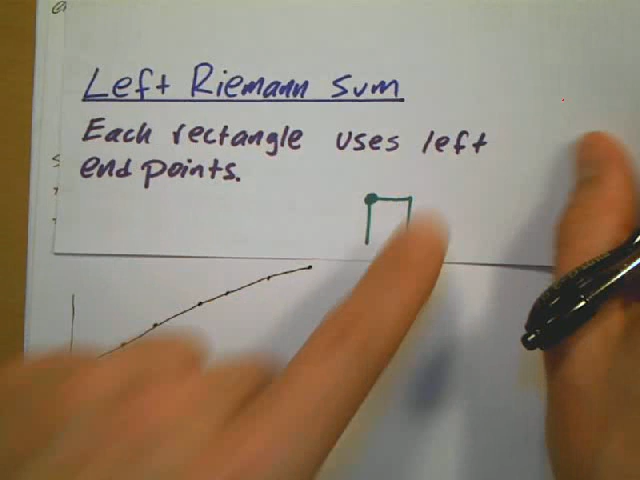 Left Riemann Sum
Each rectangle uses left
end points.